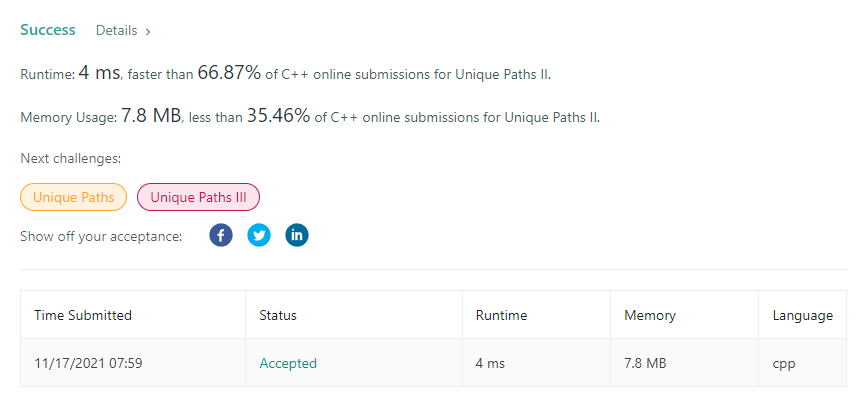 Success Details >
Runtime: 4 ms, faster than 66.87% of C++ online submissions for Unique Paths II.
Memory Usage: 7.8 MB, less than 35.46% of C++ online submissions for Unique Paths II.
Next challenges:
Unique Paths Unique Paths III
Show off your acceptance: f in
Time Submitted Status Runtime Memory Language
11/17/2021 07:59 Accepted 4 ms 7.8 MB cpp